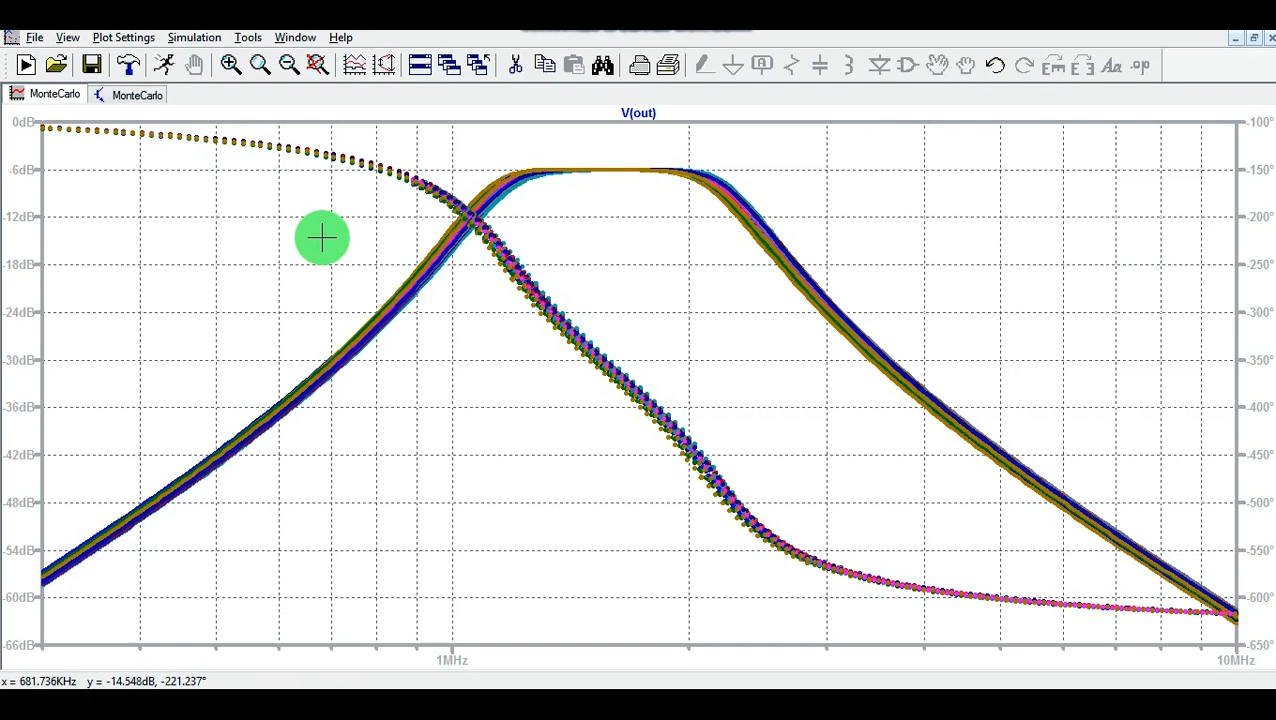 File View Plot Settings Simulation Tools Window Help
Aa .op
MonteCarlo MonteCarlo
V(out)
0dB -100°
-6dB -150°
-12dB -200°
-18dB -250°
-24dB -300°
-30dB -350°
-36dB -400°
-42dB -450°
-48dB -500°
-54dB -550°
-60dB -600°
-66dB -650°
1MHz 10MHz
x = 681.736KHz y = -14.548dB, -221.237°